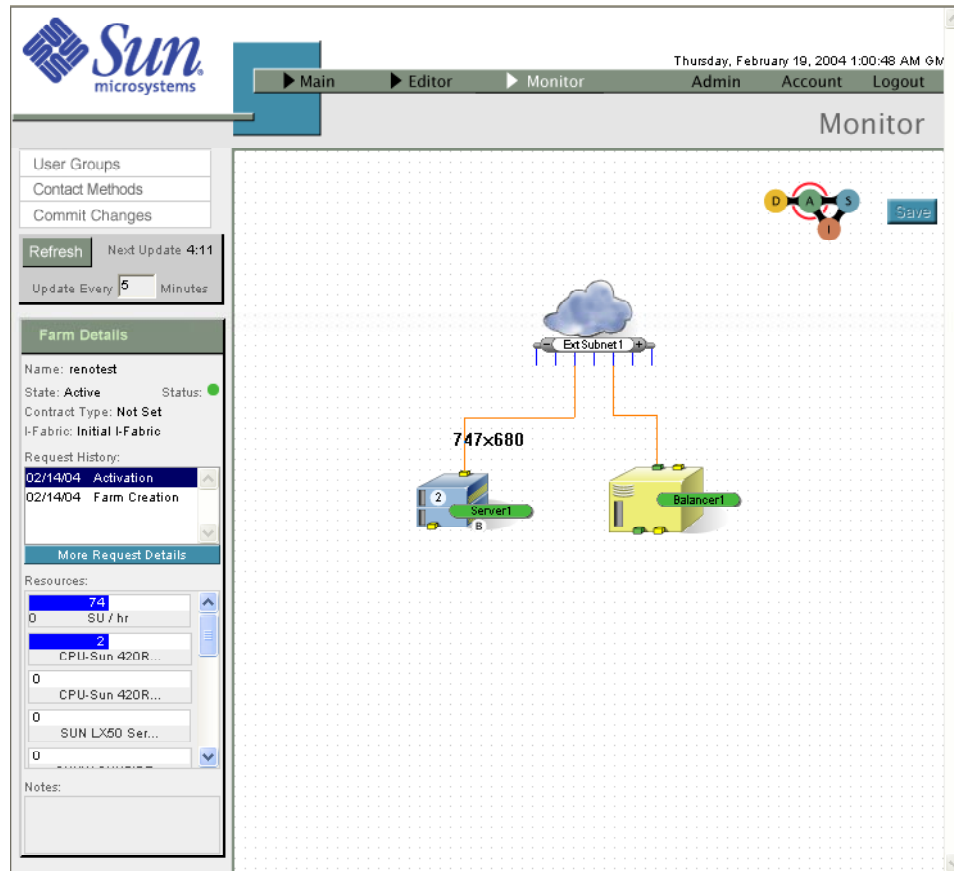 Sun
microsystems
Thursday, February 19, 2004 1:00:48 AM GM
Main Editor Monitor Admin Account Logout
Monitor
User Groups
Contact Methods
Commit Changes
Refresh Next Update 4:11
Update Every 5 Minutes
D A S
I
Save
Ext Subnet1
- +
747x680
2
Server1
B
Balancer1
Farm Details
Name: renotest
State: Active Status:
Contract Type: Not Set
I-Fabric: Initial I-Fabric
Request History:
02/14/04 Activation
02/14/04 Farm Creation
More Request Details
Resources:
74
0 SU / hr
2
CPU-Sun 420R...
0
CPU-Sun 420R...
0
SUN LX50 Ser...
0
Notes: